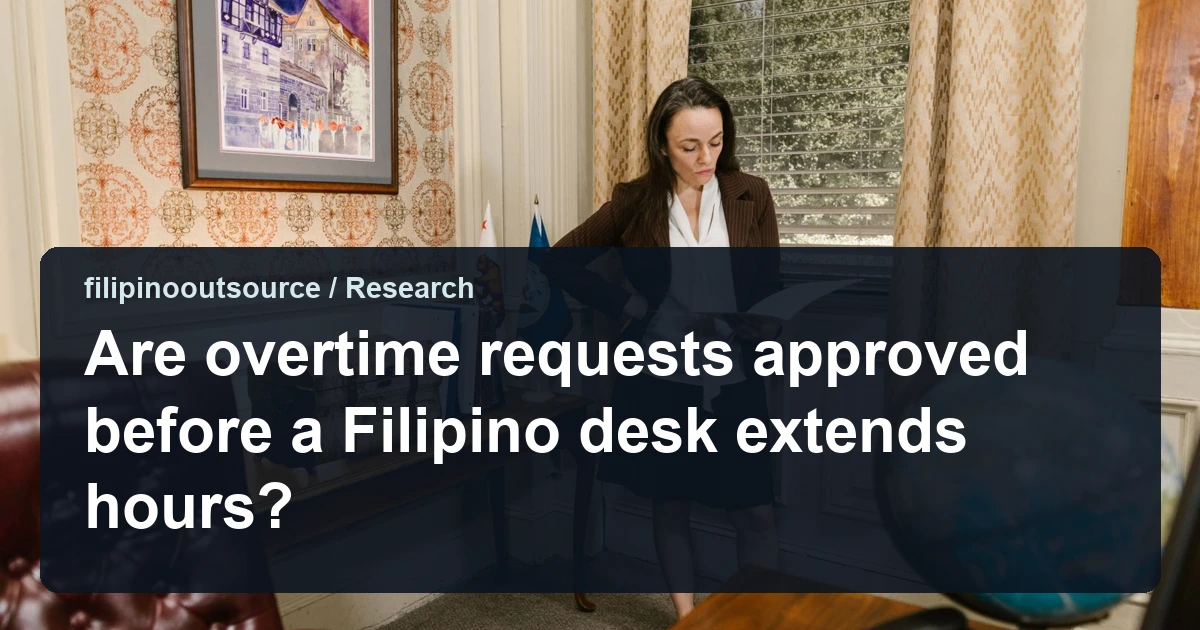 filipinooutsource / Research
Are overtime requests approved
before a Filipino desk extends
hours?